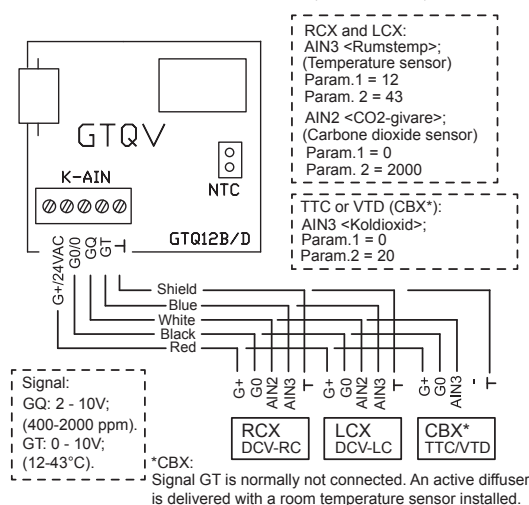 RCX and LCX:
AIN3 <Rumstemp>;
(Temperature sensor)
Param.1 = 12
Param. 2 = 43
AIN2 <CO2-givare>;
(Carbone dioxide sensor)
Param.1 = 0
Param. 2 = 2000
TTC or VTD (CBX*):
AIN3 <Koldioxid>;
Param.1 = 0
Param.2 = 20
GTQV
K-AIN
NTC
GTQ12B/D
G+/24VAC
G0/0
GQ
GT
⊥
Shield
Blue
White
Black
Red
G+
G0
AIN2
AIN3
⊥
G+
G0
AIN2
AIN3
⊥
G+
G0
AIN3
-
⊥
RCX
DCV-RC
LCX
DCV-LC
CBX*
TTC/VTD
Signal:
GQ: 2 - 10V;
(400-2000 ppm).
GT: 0 - 10V;
(12-43°C).
*CBX:
Signal GT is normally not connected. An active diffuser
is delivered with a room temperature sensor installed.